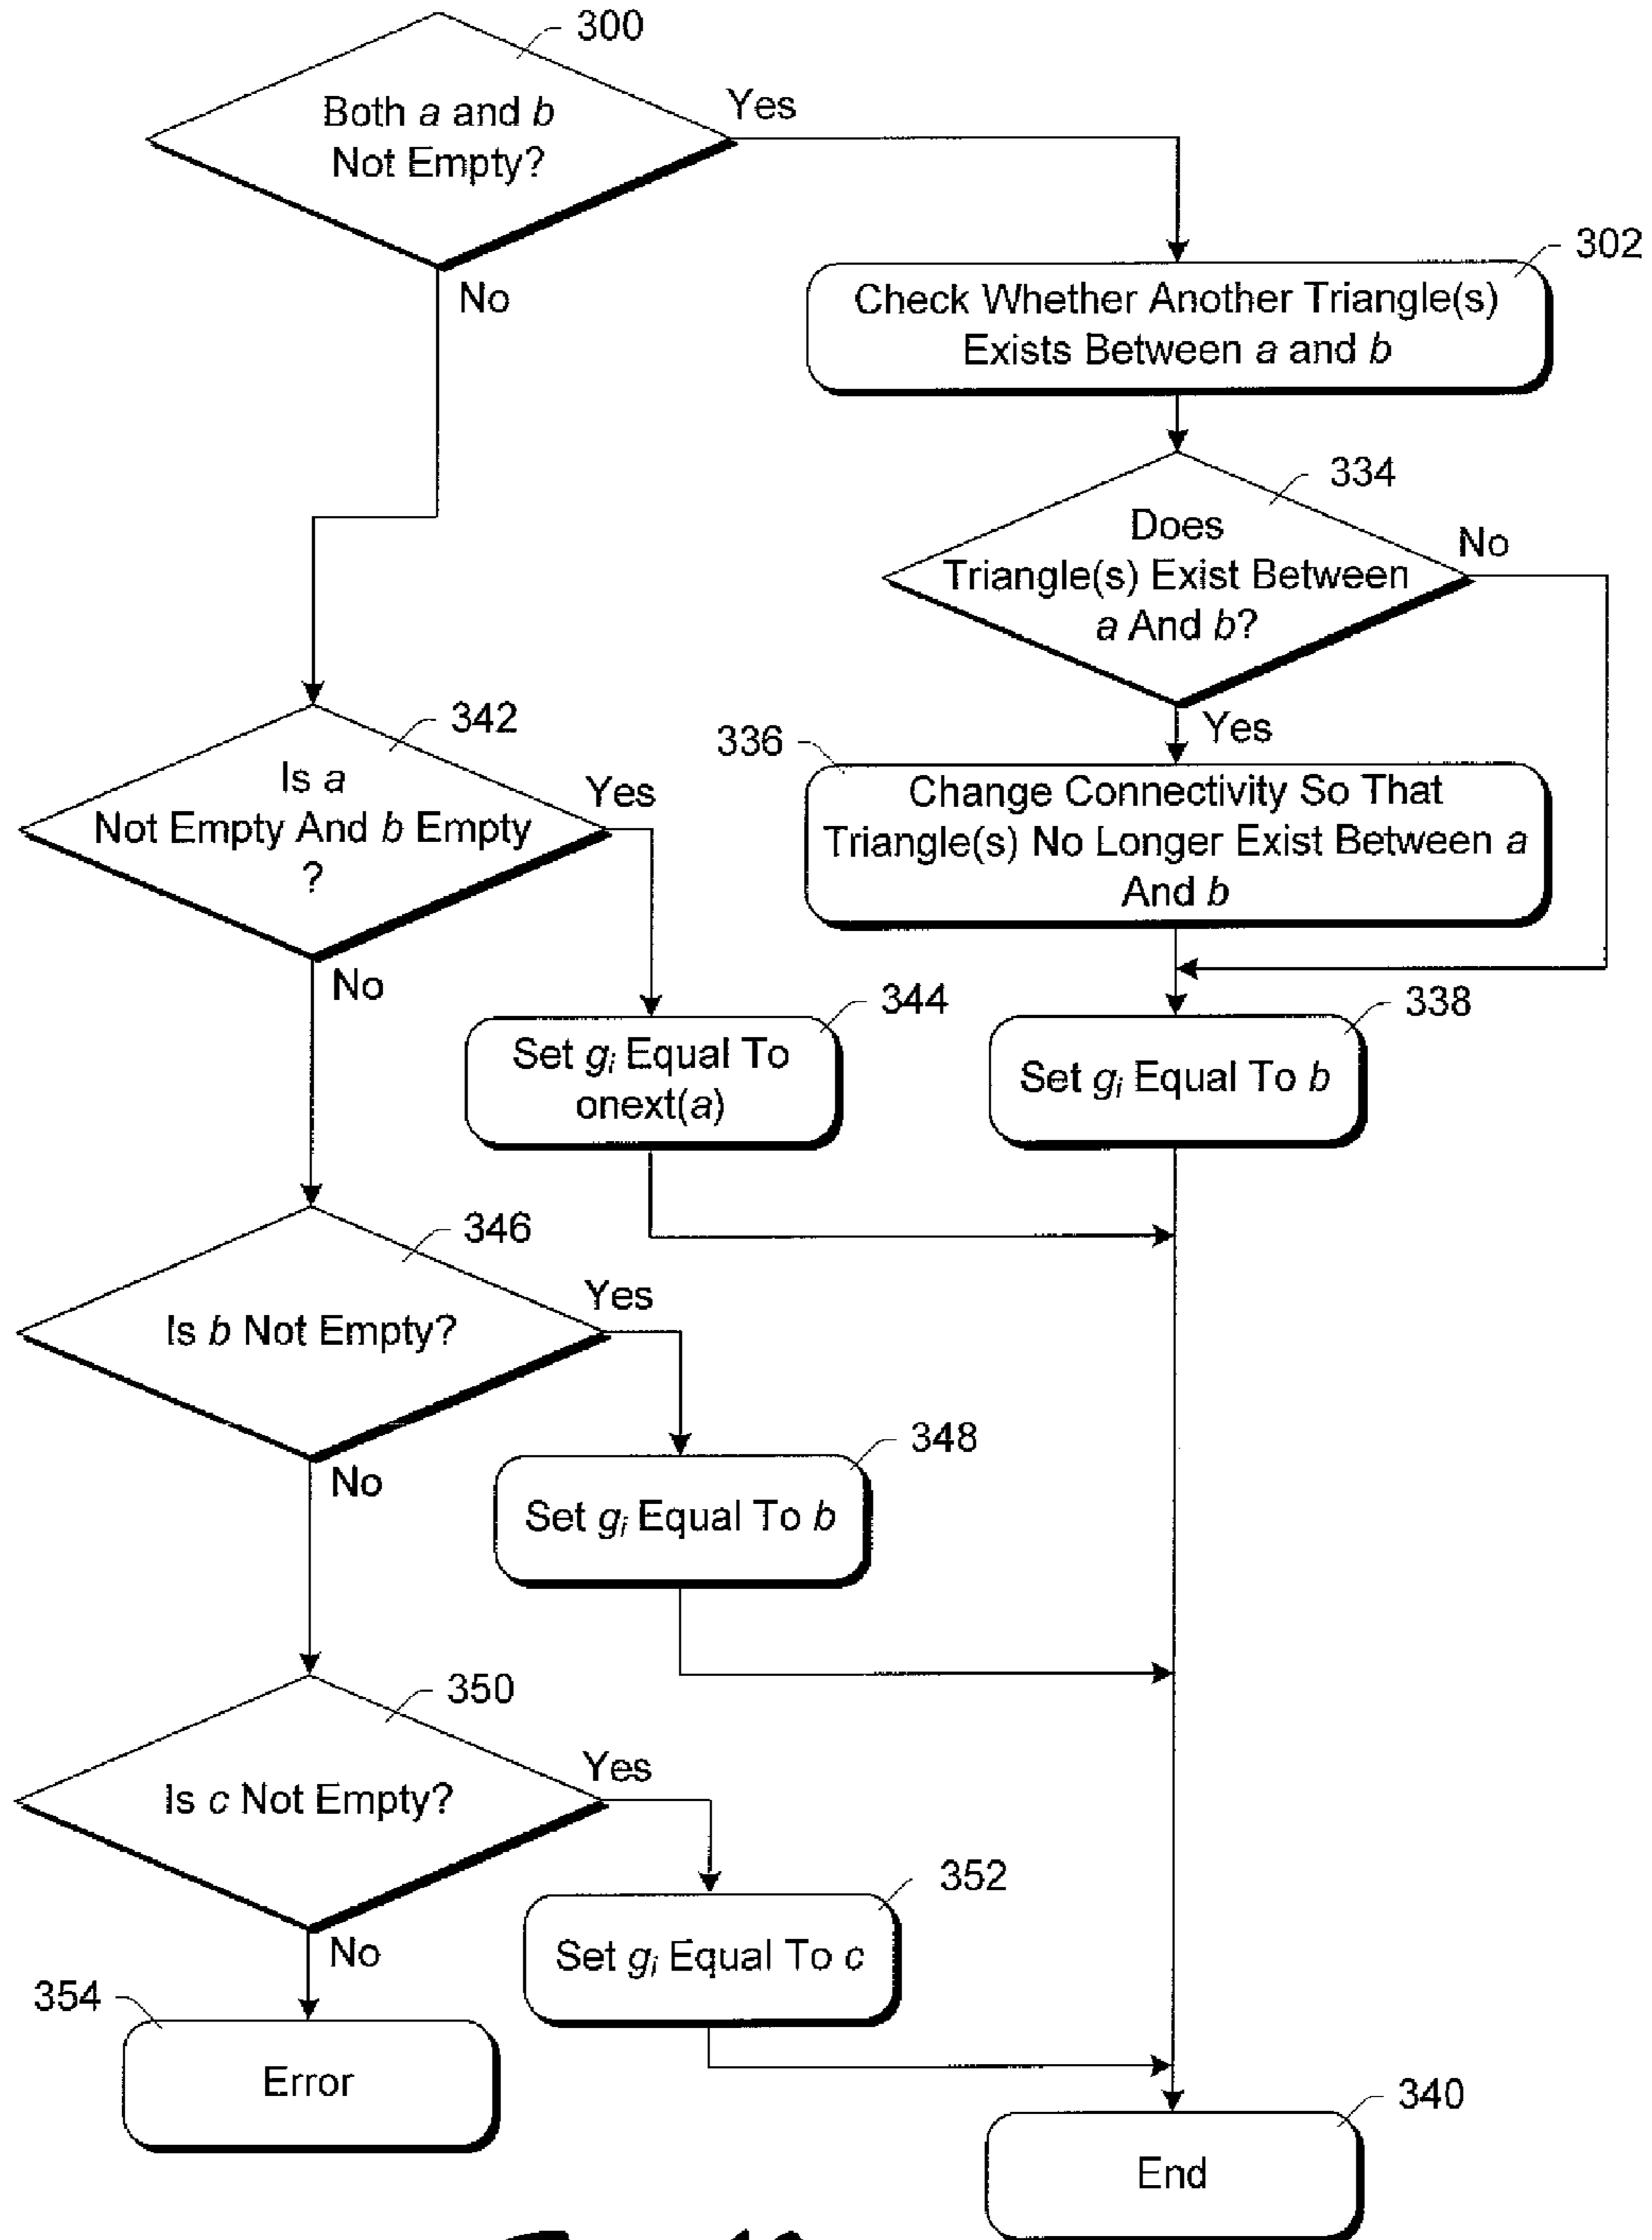 300
Both a and b
Not Empty?
Yes
No
302
Check Whether Another Triangle(s)
Exists Between a and b
334
Does
Triangle(s) Exist Between
a And b?
No
Yes
336
Change Connectivity So That
Triangle(s) No Longer Exist Between a
And b
342
Is a
Not Empty And b Empty
?
Yes
No
344
Set gi Equal To
onext(a)
338
Set gi Equal To b
346
Is b Not Empty?
Yes
No
348
Set gi Equal To b
350
Is c Not Empty?
Yes
No
352
Set gi Equal To c
354
Error
340
End